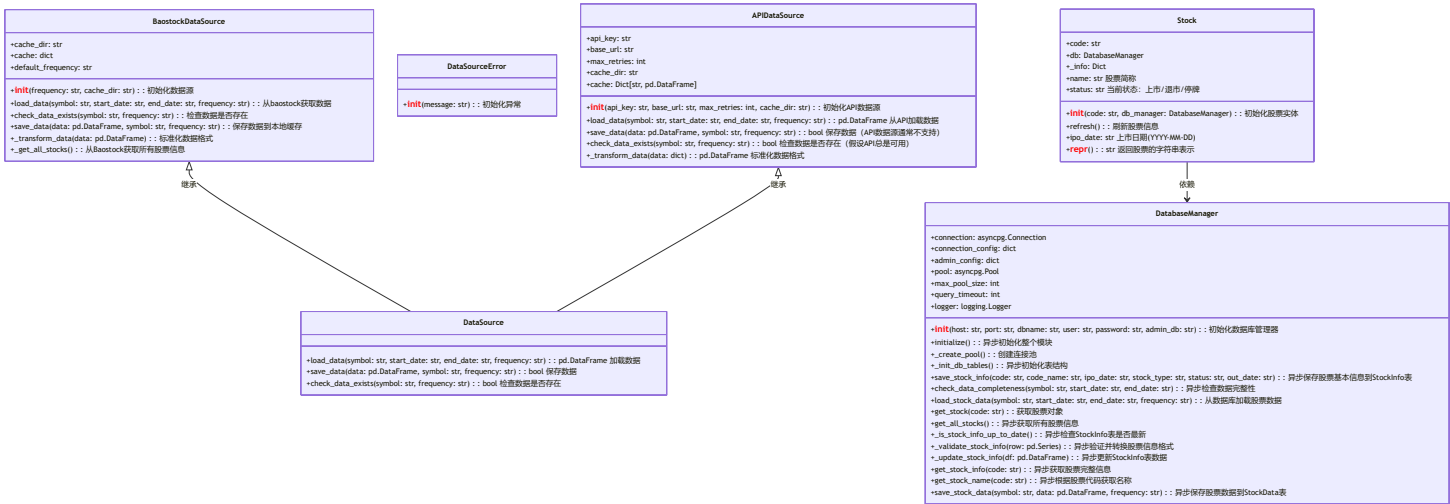 BaostockDataSource
+cache_dir: str
+cache: dict
+default_frequency: str
+init(frequency: str, cache_dir: str) : : 初始化数据源
+load_data(symbol: str, start_date: str, end_date: str, frequency: str) : : 从baostock获取数据
+check_data_exists(symbol: str, frequency: str) : : 检查数据是否存在
+save_data(data: pd.DataFrame, symbol: str, frequency: str) : : 保存数据到本地缓存
+_transform_data(data: pd.DataFrame) : : 标准化数据格式
+_get_all_stocks() : : 从Baostock获取所有股票信息
DataSourceError
+init(message: str) : : 初始化异常
APIDataSource
+api_key: str
+base_url: str
+max_retries: int
+cache_dir: str
+cache: Dict[str, pd.DataFrame]
+init(api_key: str, base_url: str, max_retries: int, cache_dir: str) : : 初始化API数据源
+load_data(symbol: str, start_date: str, end_date: str, frequency: str) : : pd.DataFrame 从API加载数据
+save_data(data: pd.DataFrame, symbol: str, frequency: str) : : bool 保存数据（API数据源通常不支持）
+check_data_exists(symbol: str, frequency: str) : : bool 检查数据是否存在（假设API总是可用）
+_transform_data(data: dict) : : pd.DataFrame 标准化数据格式
Stock
+code: str
+db: DatabaseManager
+_info: Dict
+name: str 股票简称
+status: str 当前状态：上市/退市/停牌
+init(code: str, db_manager: DatabaseManager) : : 初始化股票实体
+refresh() : : 刷新股票信息
+ipo_date: str 上市日期(YYYY-MM-DD)
+repr() : : str 返回股票的字符串表示
继承
继承
依赖
DataSource
+load_data(symbol: str, start_date: str, end_date: str, frequency: str) : : pd.DataFrame 加载数据
+save_data(data: pd.DataFrame, symbol: str, frequency: str) : : bool 保存数据
+check_data_exists(symbol: str, frequency: str) : : bool 检查数据是否存在
DatabaseManager
+connection: asyncpg.Connection
+connection_config: dict
+admin_config: dict
+pool: asyncpg.Pool
+max_pool_size: int
+query_timeout: int
+logger: logging.Logger
+init(host: str, port: str, dbname: str, user: str, password: str, admin_db: str) : : 初始化数据库管理器
+initialize() : : 异步初始化整个模块
+_create_pool() : : 创建连接池
+_init_db_tables() : : 异步初始化表结构
+save_stock_info(code: str, code_name: str, ipo_date: str, stock_type: str, status: str, out_date: str) : : 异步保存股票基本信息到StockInfo表
+check_data_completeness(symbol: str, start_date: str, end_date: str) : : 异步检查数据完整性
+load_stock_data(symbol: str, start_date: str, end_date: str, frequency: str) : : 从数据库加载股票数据
+get_stock(code: str) : : 获取股票对象
+get_all_stocks() : : 异步获取所有股票信息
+_is_stock_info_up_to_date() : : 异步检查StockInfo表是否最新
+_validate_stock_info(row: pd.Series) : : 异步验证并转换股票信息格式
+_update_stock_info(df: pd.DataFrame) : : 异步更新StockInfo表数据
+get_stock_info(code: str) : : 异步获取股票完整信息
+get_stock_name(code: str) : : 异步根据股票代码获取名称
+save_stock_data(symbol: str, data: pd.DataFrame, frequency: str) : : 异步保存股票数据到StockData表